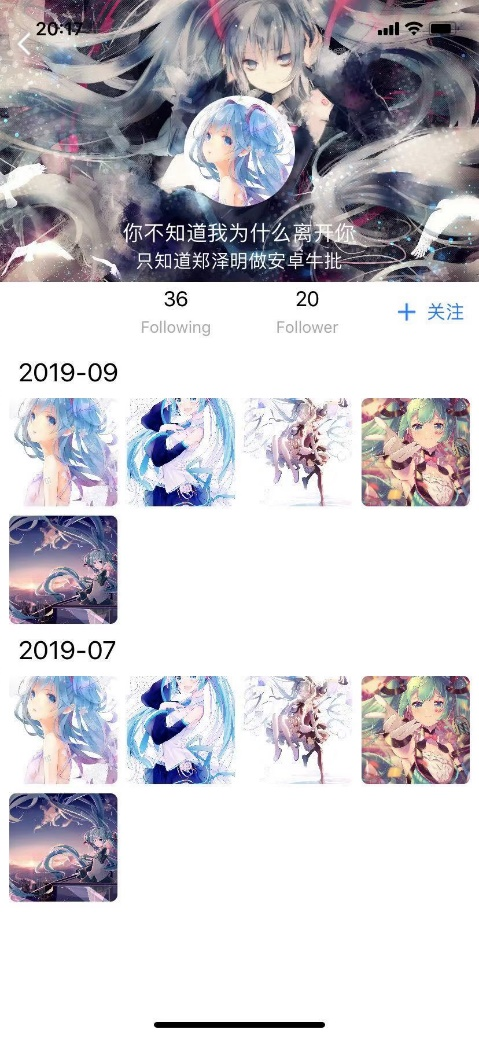 20:17
你不知道我为什么离开你
只知道郑泽明做安卓牛批
36
20
Following
Follower
+ 关注
2019-09
2019-07